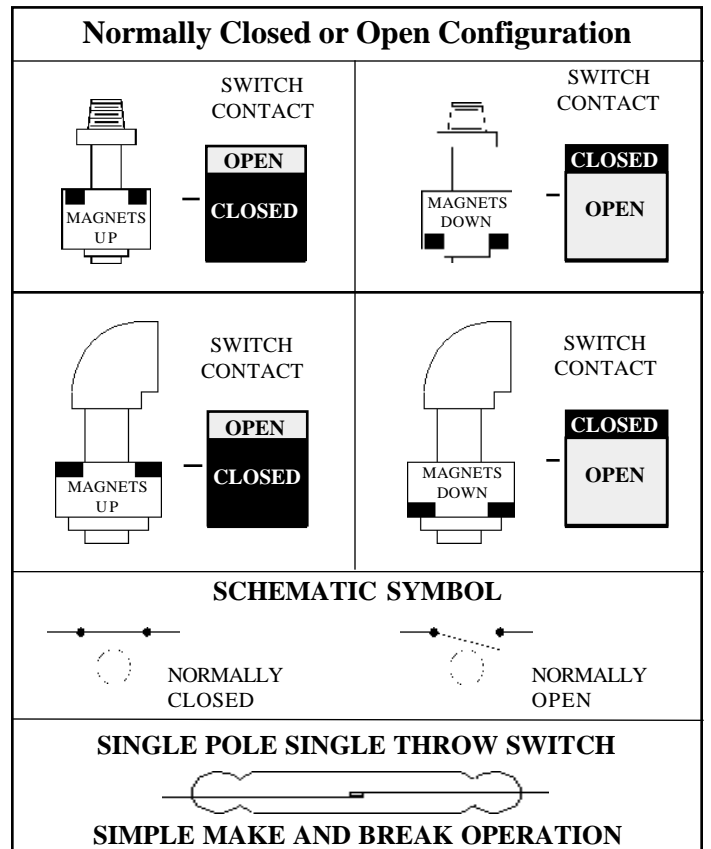 Normally Closed or Open Configuration
SWITCH
CONTACT
OPEN
CLOSED
MAGNETS
UP
SWITCH
CONTACT
CLOSED
OPEN
MAGNETS
DOWN
SWITCH
CONTACT
OPEN
CLOSED
MAGNETS
UP
SWITCH
CONTACT
CLOSED
OPEN
MAGNETS
DOWN
SCHEMATIC SYMBOL
NORMALLY
CLOSED
NORMALLY
OPEN
SINGLE POLE SINGLE THROW SWITCH
SIMPLE MAKE AND BREAK OPERATION